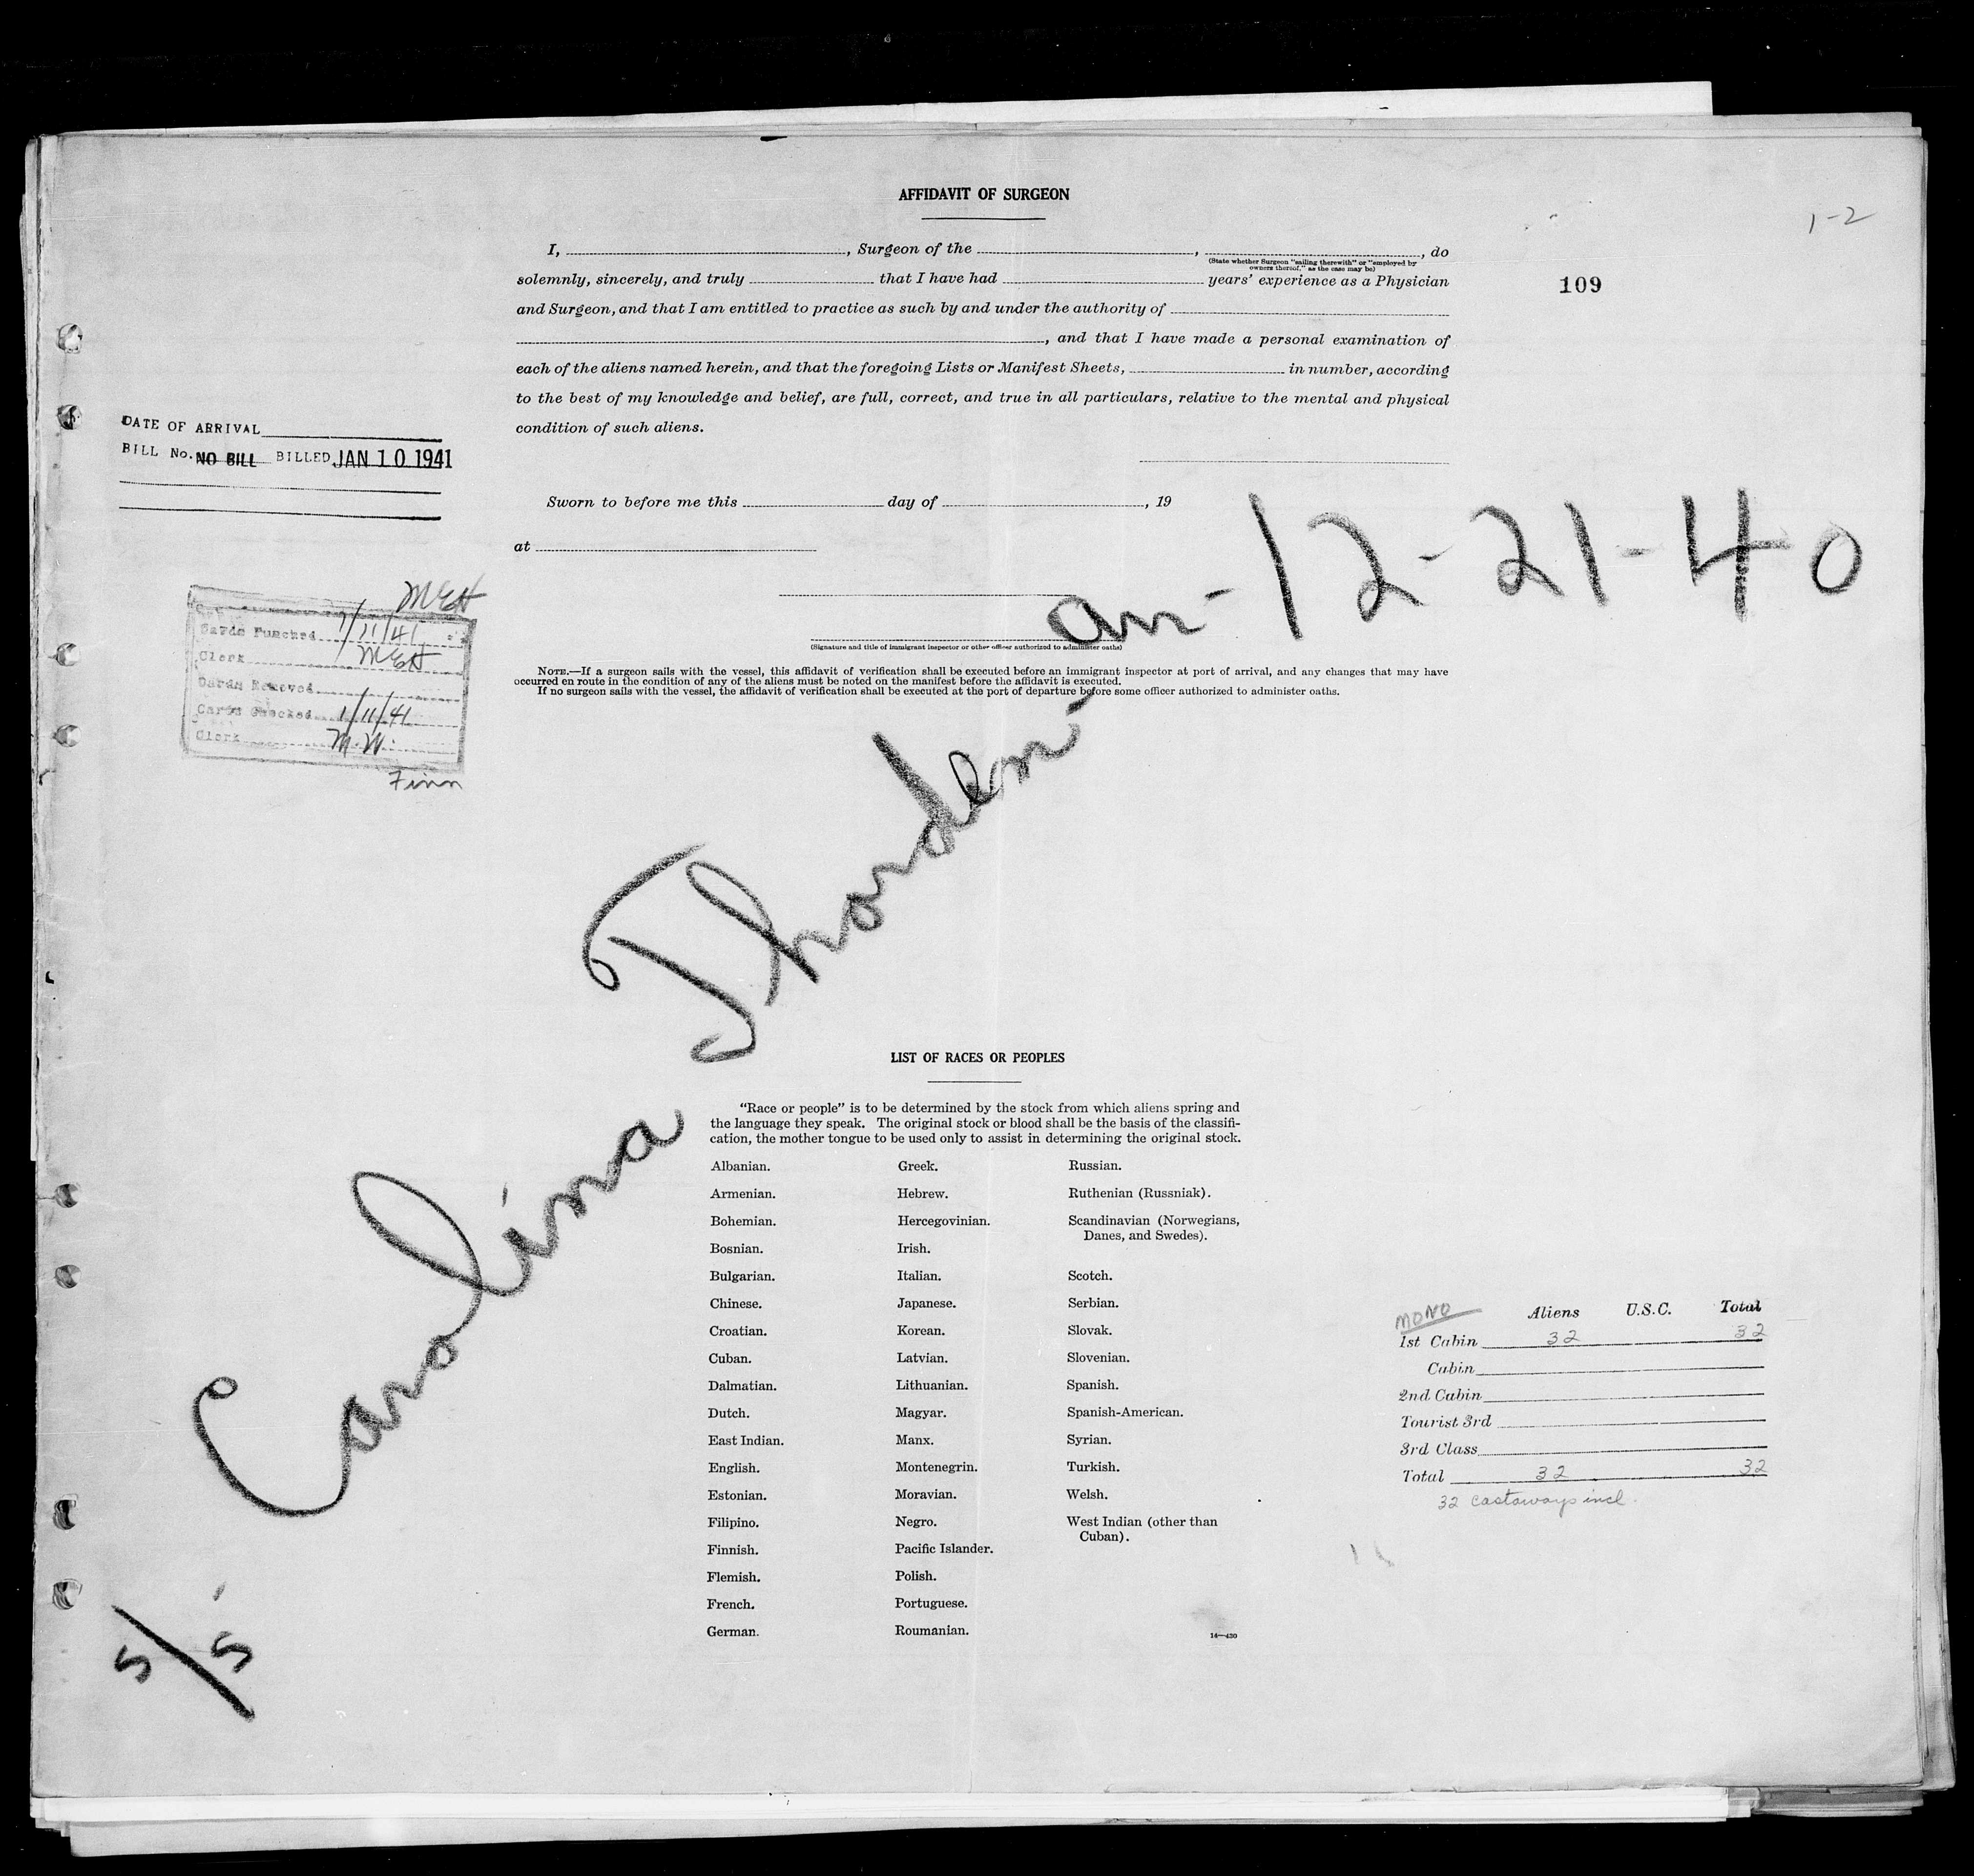 AFFIDAVIT OF SURGEON
1-2
I, , Surgeon of the , , do
(State whether Surgeon "sailing therewith" or "employed by
owners thereof," as the case may be)
solemnly, sincerely, and truly that I have had years' experience as a Physician
109
and Surgeon, and that I am entitled to practice as such by and under the authority of
, and that I have made a personal examination of
each of the aliens named herein, and that the foregoing Lists or Manifest Sheets, in number, according
to the best of my knowledge and belief, are full, correct, and true in all particulars, relative to the mental and physical
condition of such aliens.
DATE OF ARRIVAL
BILL No. NO BILL BILLED JAN 10 1941
Sworn to before me this day of , 19
at
an-12-21-40
(Signature and title of immigrant inspector or other officer authorized to administer oaths)
NOTE.—If a surgeon sails with the vessel, this affidavit of verification shall be executed before an immigrant inspector at port of arrival, and any changes that may have
occurred en route in the condition of any of the aliens must be noted on the manifest before the affidavit is executed.
If no surgeon sails with the vessel, the affidavit of verification shall be executed at the port of departure before some officer authorized to administer oaths.
MEH
Cards Punched 1/11/41
Clerk MEH
Cards Removed
Cards Checked 1/11/41
Clerk M.W.
Finn
S/S Carolina Thordem
LIST OF RACES OR PEOPLES
"Race or people" is to be determined by the stock from which aliens spring and
the language they speak. The original stock or blood shall be the basis of the classifi-
cation, the mother tongue to be used only to assist in determining the original stock.
Albanian.
Armenian.
Bohemian.
Bosnian.
Bulgarian.
Chinese.
Croatian.
Cuban.
Dalmatian.
Dutch.
East Indian.
English.
Estonian.
Filipino.
Finnish.
Flemish.
French.
German.
Greek.
Hebrew.
Hercegovinian.
Irish.
Italian.
Japanese.
Korean.
Latvian.
Lithuanian.
Magyar.
Manx.
Montenegrin.
Moravian.
Negro.
Pacific Islander.
Polish.
Portuguese.
Roumanian.
Russian.
Ruthenian (Russniak).
Scandinavian (Norwegians,
Danes, and Swedes).
Scotch.
Serbian.
Slovak.
Slovenian.
Spanish.
Spanish-American.
Syrian.
Turkish.
Welsh.
West Indian (other than
Cuban).
14—430
MONO Aliens U.S.C. Total
1st Cabin 32 32
Cabin
2nd Cabin
Tourist 3rd
3rd Class
Total 32 32
32 castaways incl.